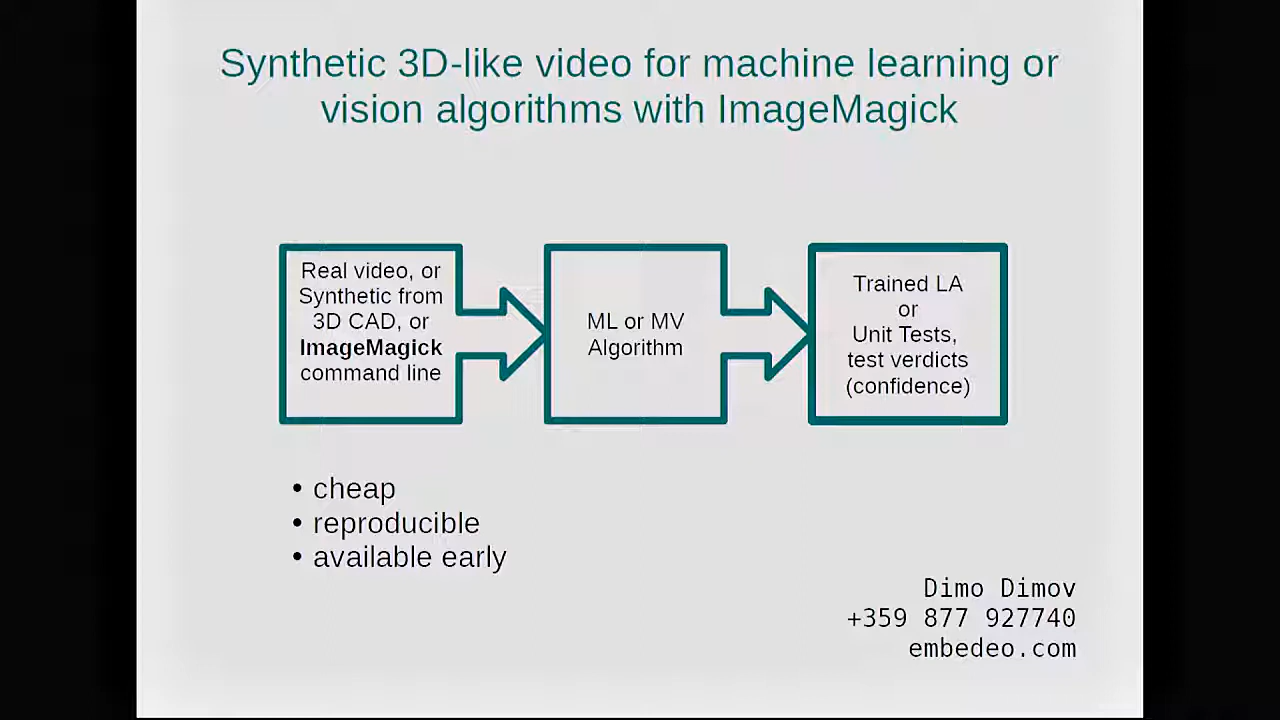 Synthetic 3D-like video for machine learning or
vision algorithms with ImageMagick
Real video, or
Synthetic from
3D CAD, or
ImageMagick
command line
ML or MV
Algorithm
Trained LA
or
Unit Tests,
test verdicts
(confidence)
• cheap
• reproducible
• available early
Dimo Dimov
+359 877 927740
embedeo.com